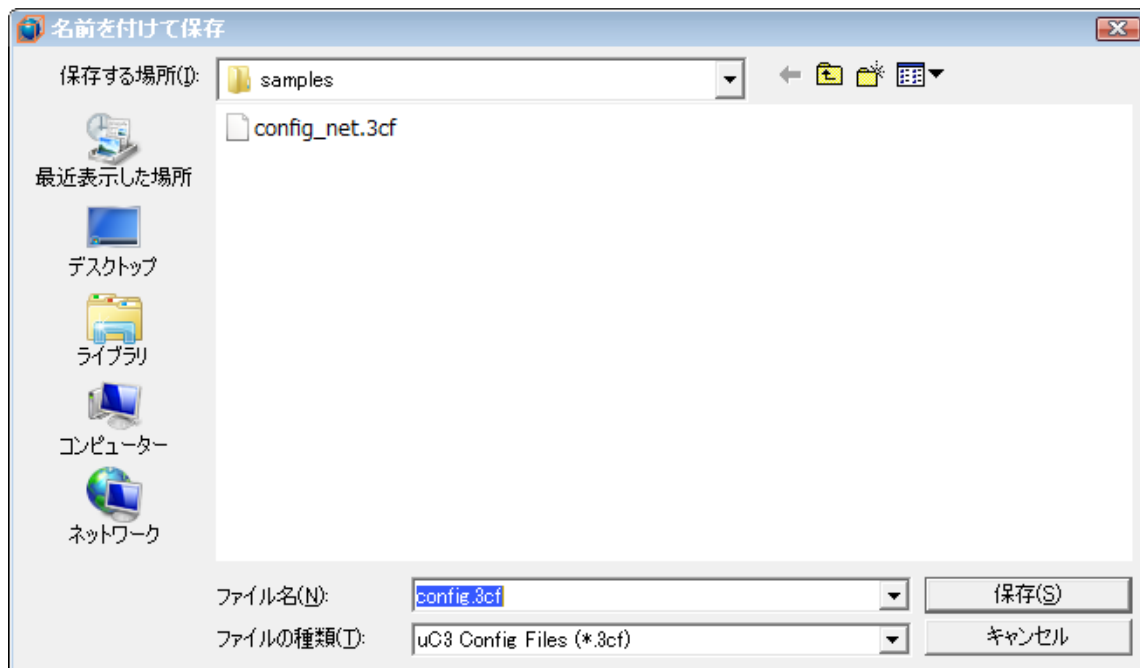 名前を付けて保存
保存する場所(I):
samples
config_net.3cf
最近表示した場所
デスクトップ
ライブラリ
コンピューター
ネットワーク
ファイル名(N):
config.3cf
保存(S)
ファイルの種類(T):
uC3 Config Files (*.3cf)
キャンセル